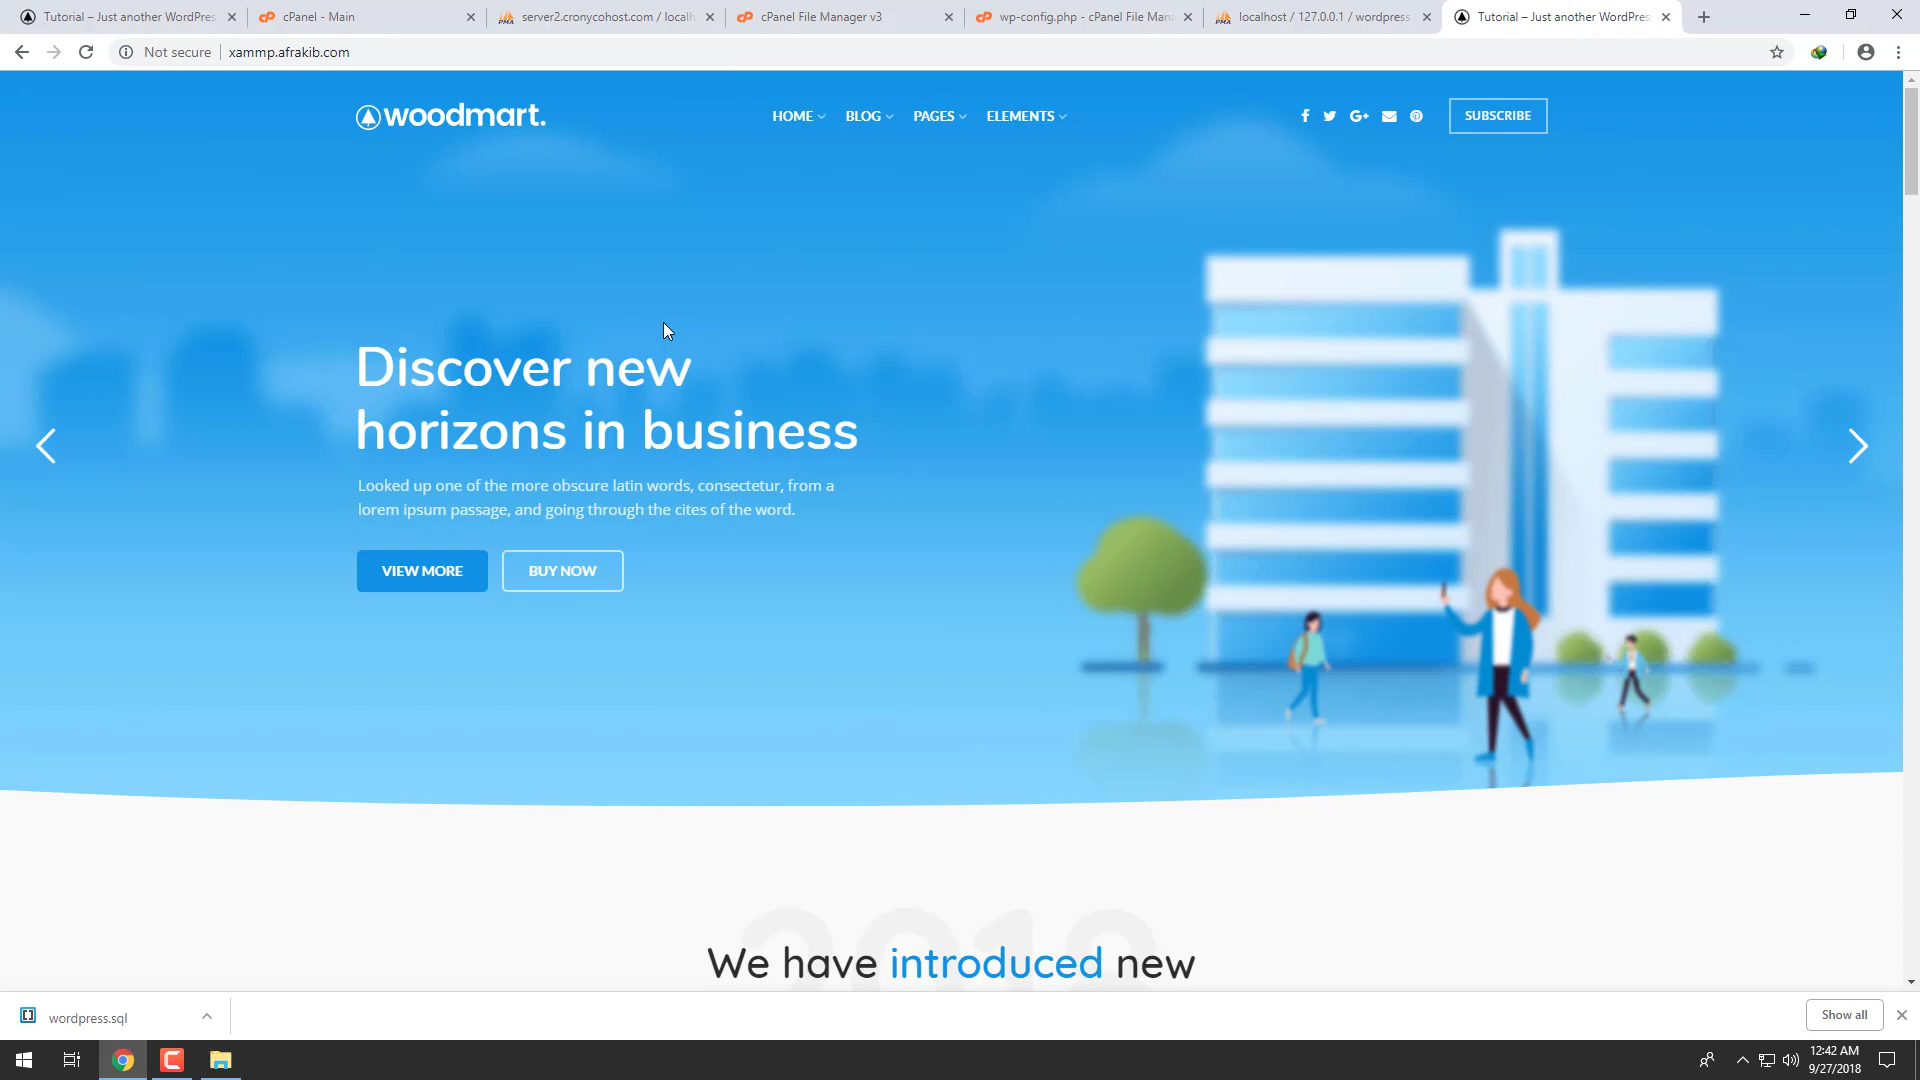 Tutorial – Just another WordPres
cPanel - Main
server2.cronycohost.com / localh
cPanel File Manager v3
wp-config.php - cPanel File Mana
localhost / 127.0.0.1 / wordpress
Tutorial – Just another WordPres
Not secure
xammp.afrakib.com
woodmart.
HOME
BLOG
PAGES
ELEMENTS
SUBSCRIBE
Discover new
horizons in business
Looked up one of the more obscure latin words, consectetur, from a
lorem ipsum passage, and going through the cites of the word.
VIEW MORE
BUY NOW
2018
We have introduced new
wordpress.sql
Show all
12:42 AM
9/27/2018